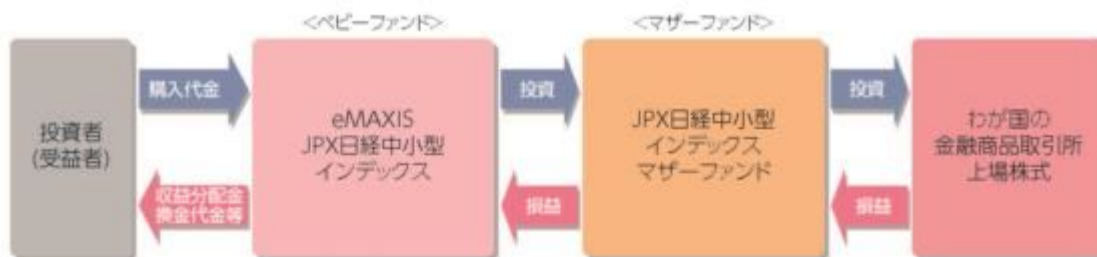 <ベビーファンド>
<マザーファンド>
投資者
(受益者)
購入代金
収益分配金
換金代金等
eMAXIS
JPX日経中小型
インデックス
投資
損益
JPX日経中小型
インデックス
マザーファンド
投資
損益
わが国の
金融商品取引所
上場株式